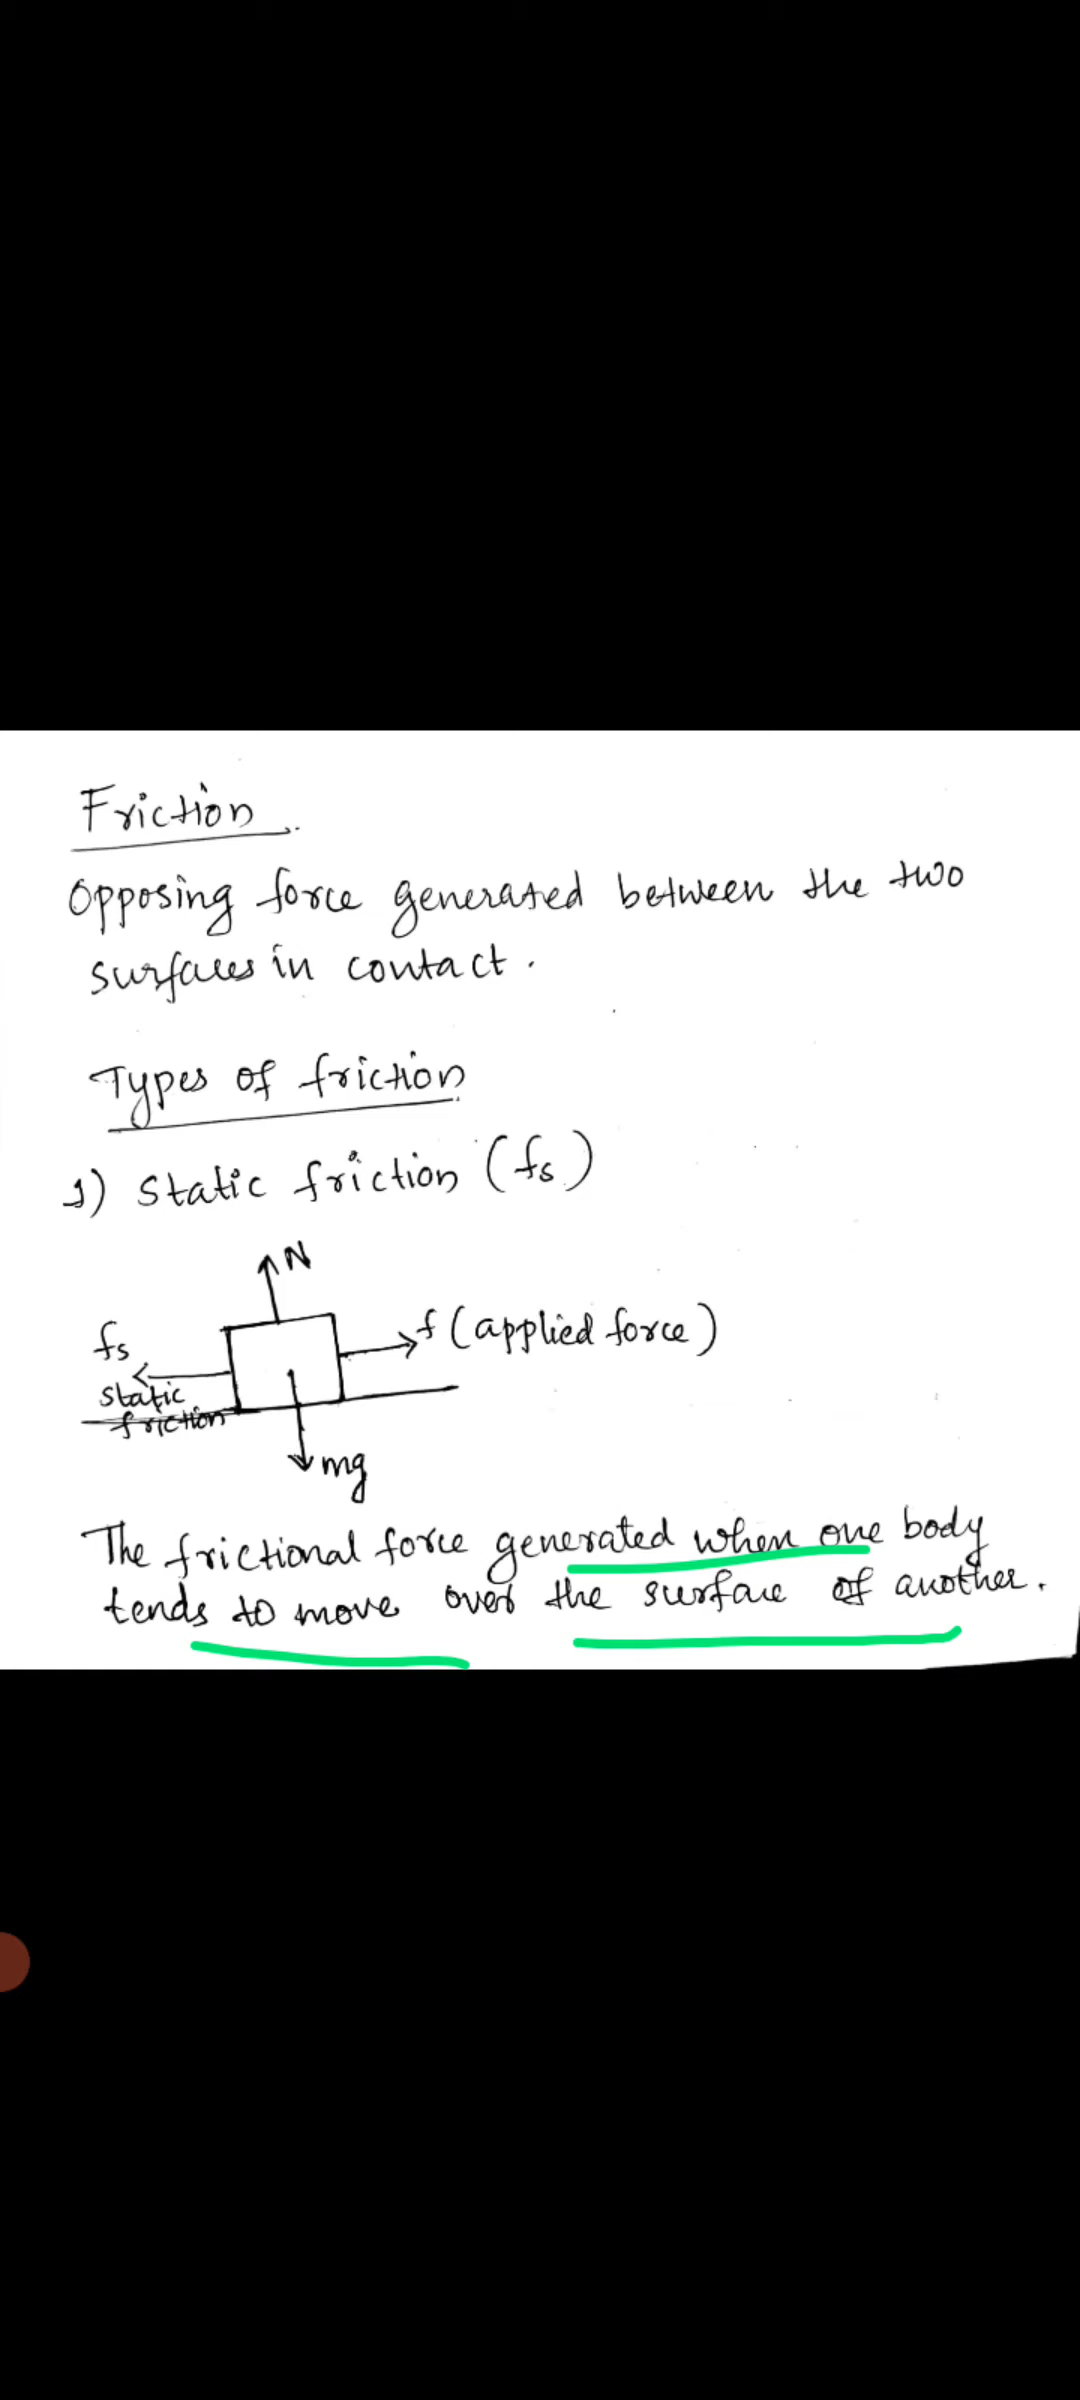 Friction
Opposing force generated between the two
surfaces in contact.
Types of friction
1) Static friction (fs)
N
fs
f (applied force)
static
friction
mg
The frictional force generated when one body
tends to move over the surface of another.